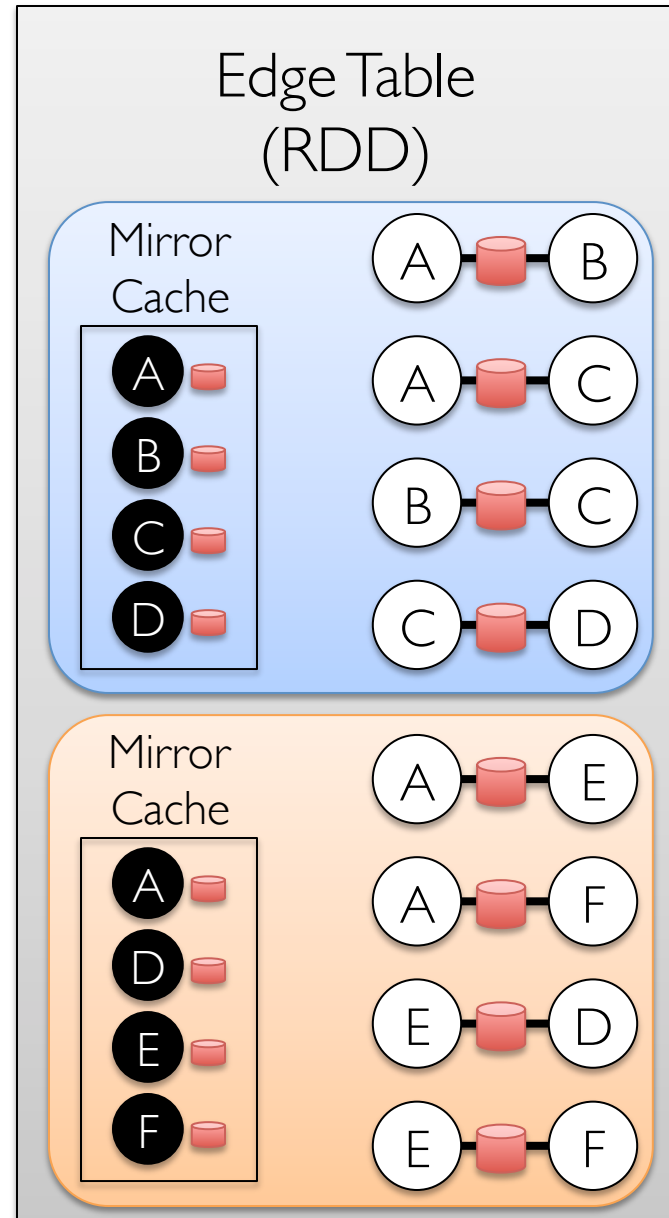 Edge Table
(RDD)
Mirror
Cache
A
B
C
D
A B
A C
B C
C D
Mirror
Cache
A
D
E
F
A E
A F
E D
E F